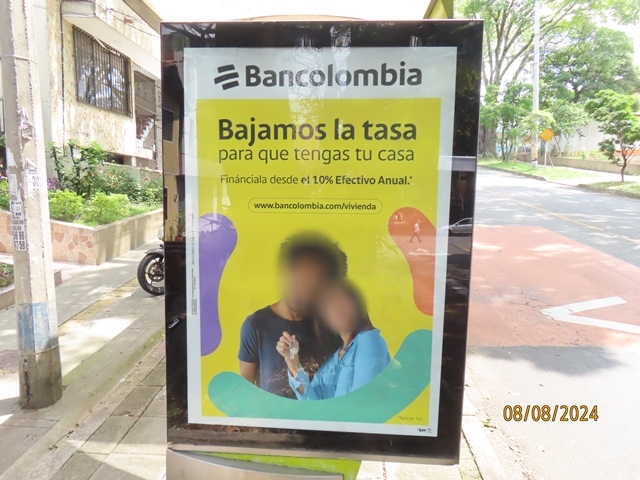 Bancolombia
Bajamos la tasa
para que tengas tu casa
Fináncíala desde el 10% Efectivo Anual.*
www.bancolombia.com/vivienda
08/08/2024